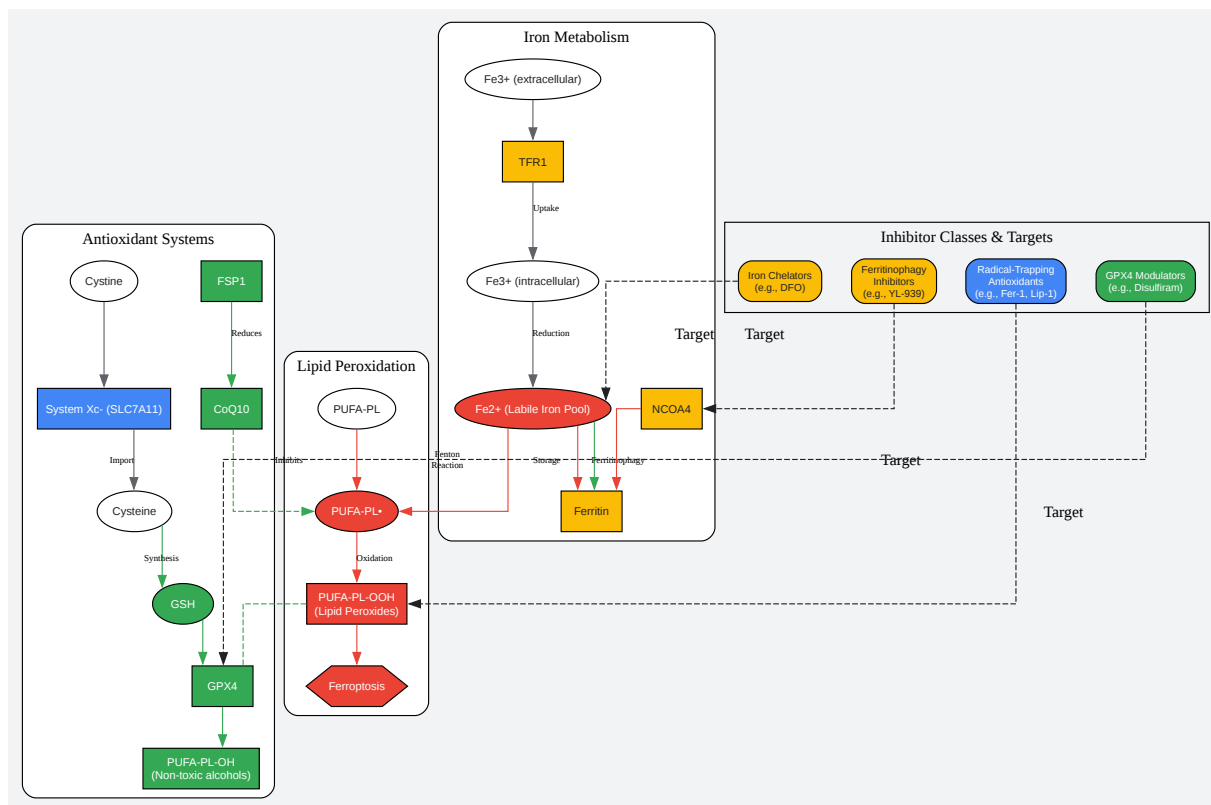 Iron Metabolism
Fe3+ (extracellular)
TFR1
Uptake
Fe3+ (intracellular)
Reduction
Fe2+ (Labile Iron Pool)
NCOA4
Fenton
Reaction
Storage
Ferritinophagy
Ferritin
Antioxidant Systems
Cystine
FSP1
Reduces
System Xc- (SLC7A11)
CoQ10
Import
Inhibits
Cysteine
Synthesis
GSH
GPX4
PUFA-PL-OH
(Non-toxic alcohols)
Lipid Peroxidation
PUFA-PL
PUFA-PL•
Oxidation
PUFA-PL-OOH
(Lipid Peroxides)
Ferroptosis
Inhibitor Classes & Targets
Iron Chelators
(e.g., DFO)
Ferritinophagy
Inhibitors
(e.g., YL-939)
Radical-Trapping
Antioxidants
(e.g., Fer-1, Lip-1)
GPX4 Modulators
(e.g., Disulfiram)
Target
Target
Target
Target